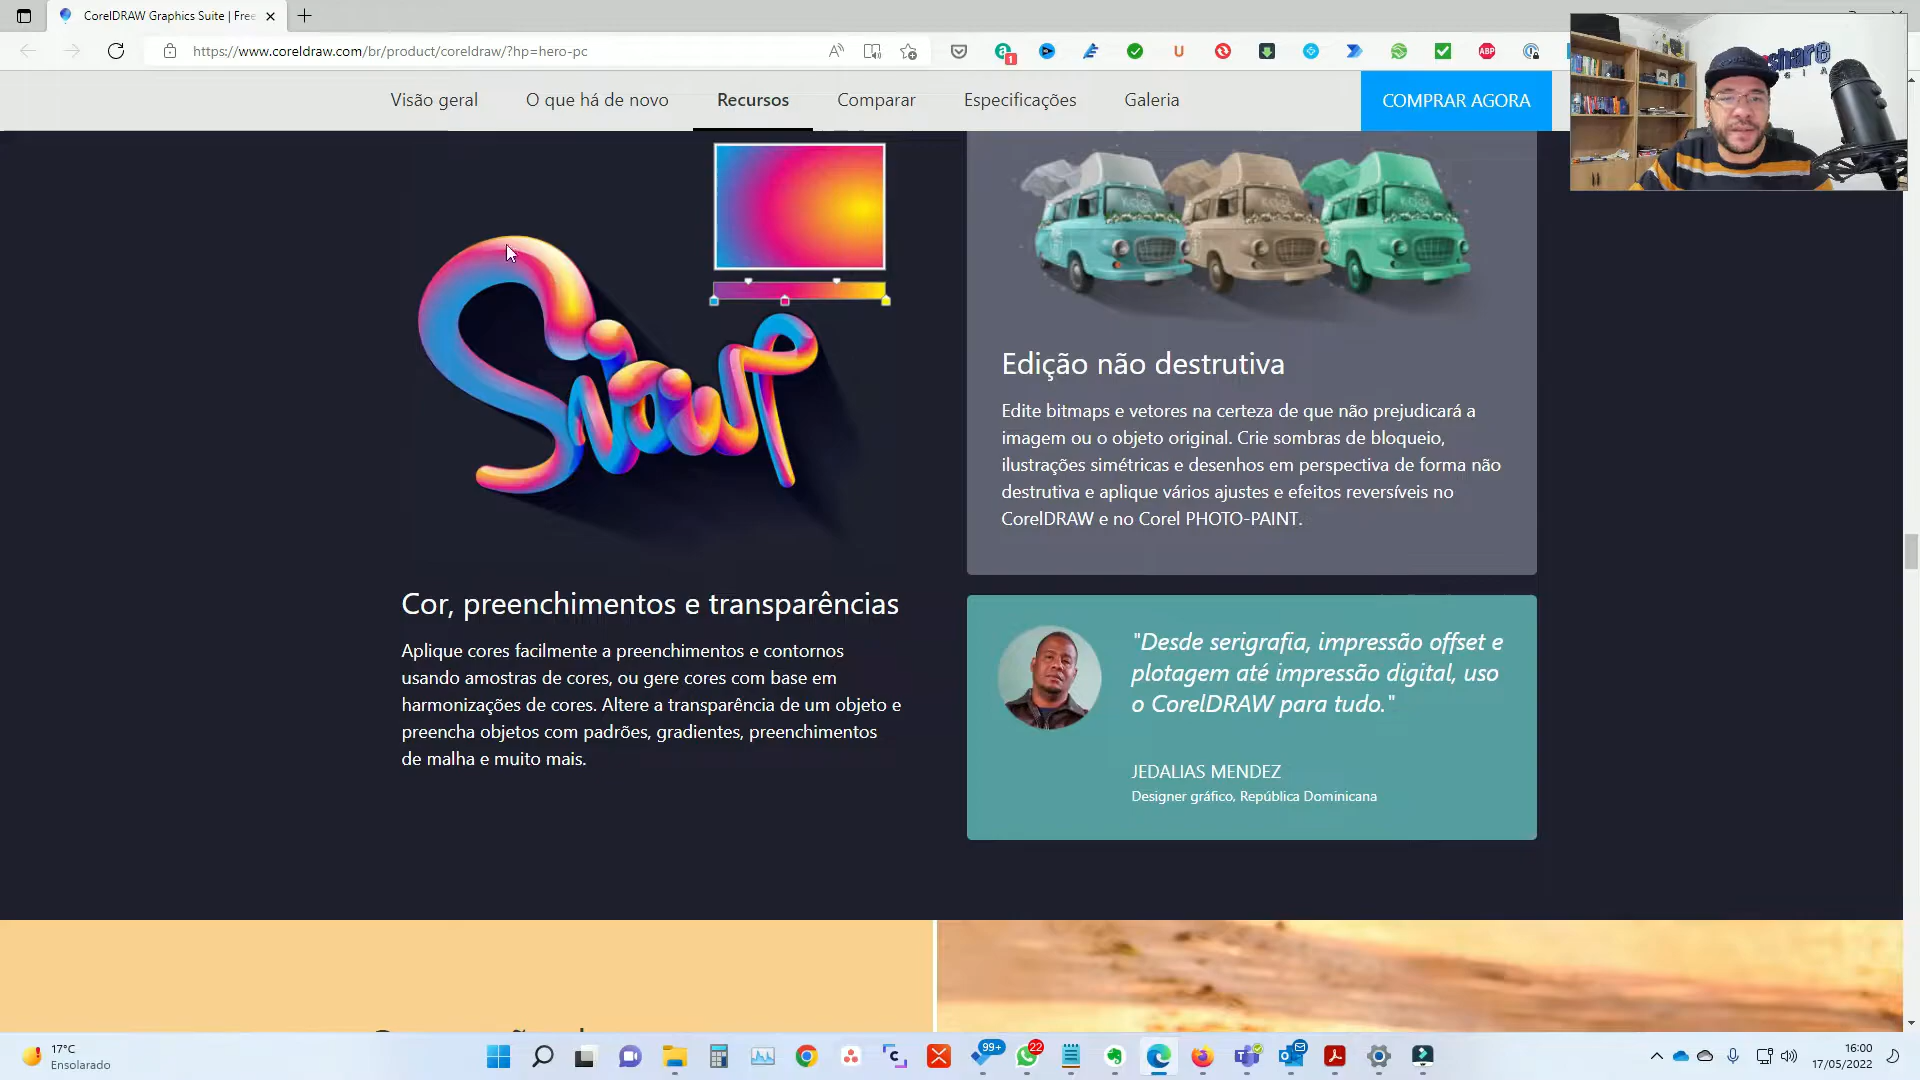 CorelDRAW Graphics Suite | Free
https://www.coreldraw.com/br/product/coreldraw/?hp=hero-pc
Visão geral
O que há de novo
Recursos
Comparar
Especificações
Galeria
COMPRAR AGORA
share
Edição não destrutiva
Edite bitmaps e vetores na certeza de que não prejudicará a
imagem ou o objeto original. Crie sombras de bloqueio,
ilustrações simétricas e desenhos em perspectiva de forma não
destrutiva e aplique vários ajustes e efeitos reversíveis no
CorelDRAW e no Corel PHOTO-PAINT.
Cor, preenchimentos e transparências
Aplique cores facilmente a preenchimentos e contornos
usando amostras de cores, ou gere cores com base em
harmonizações de cores. Altere a transparência de um objeto e
preencha objetos com padrões, gradientes, preenchimentos
de malha e muito mais.
"Desde serigrafia, impressão offset e
plotagem até impressão digital, uso
o CorelDRAW para tudo."
JEDALIAS MENDEZ
Designer gráfico, República Dominicana
17°C
Ensolarado
99+
22
16:00
17/05/2022